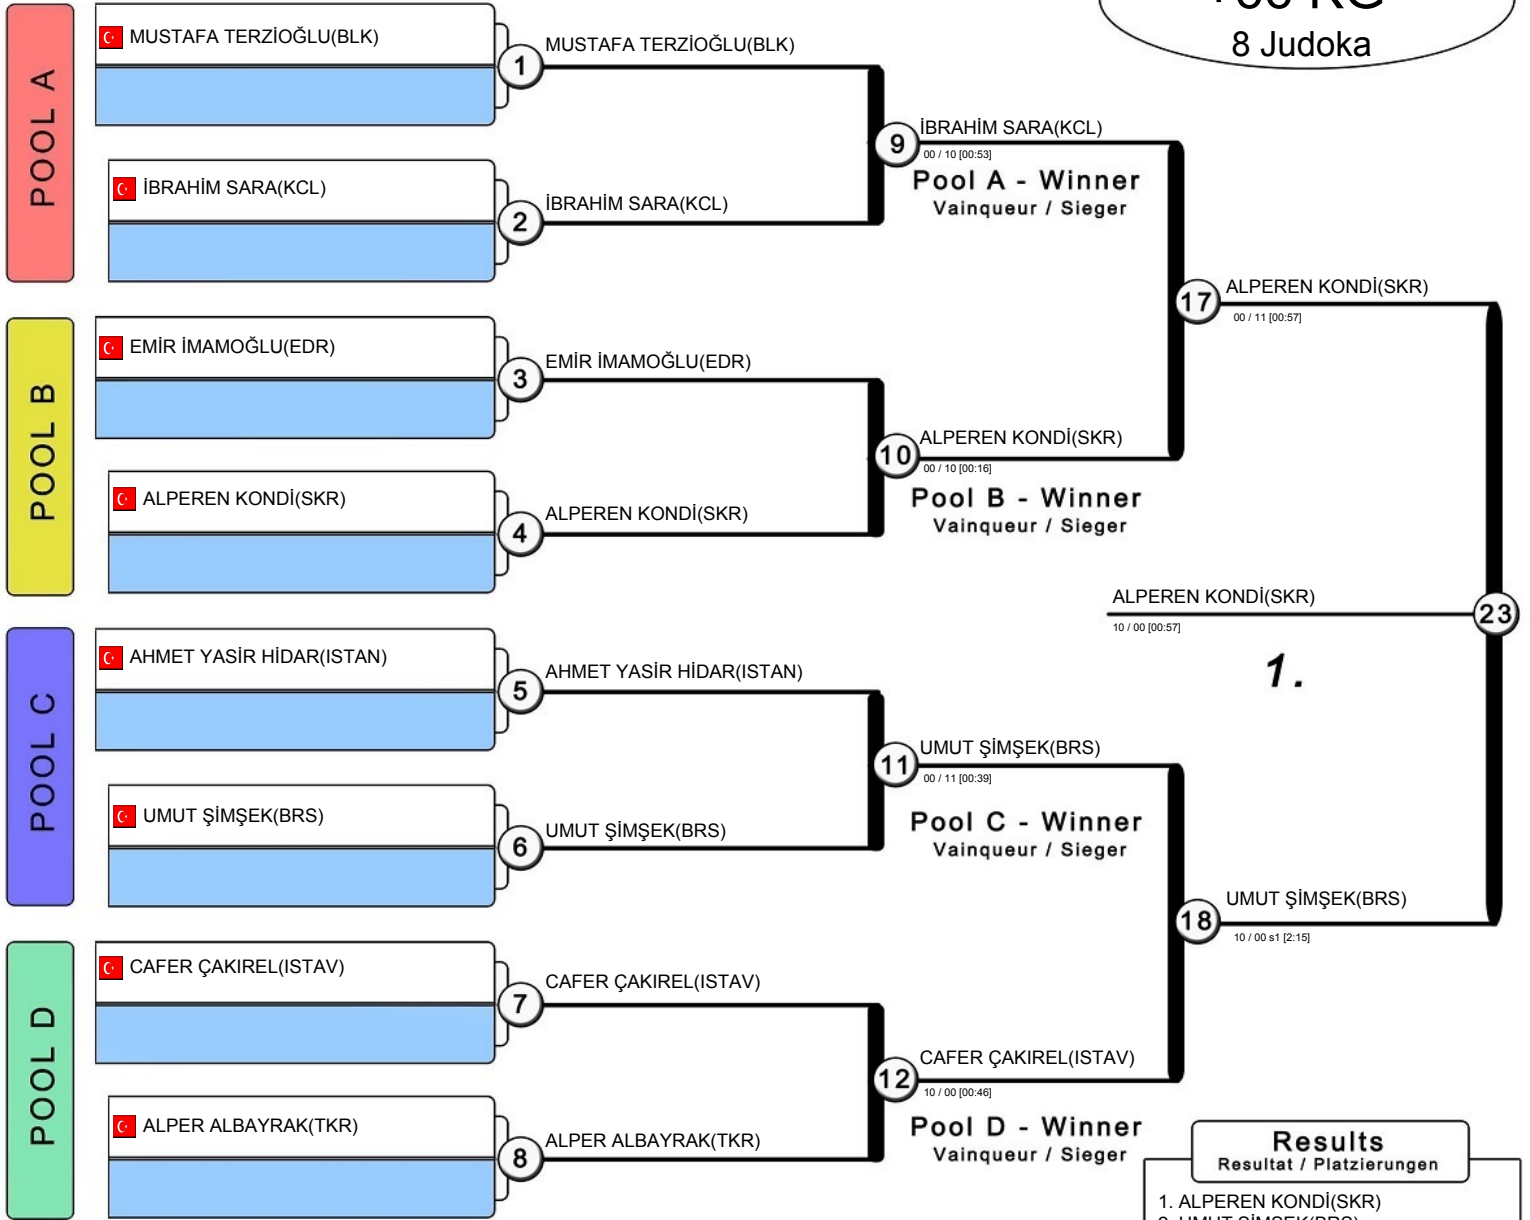 KG
8 Judoka
POOL A
MUSTAFA TERZİOĞLU(BLK)
1
MUSTAFA TERZİOĞLU(BLK)
İBRAHİM SARA(KCL)
2
İBRAHİM SARA(KCL)
9
İBRAHİM SARA(KCL)
00 / 10 [00:53]
Pool A - Winner
Vainqueur / Sieger
POOL B
EMİR İMAMOĞLU(EDR)
3
EMİR İMAMOĞLU(EDR)
ALPEREN KONDİ(SKR)
4
ALPEREN KONDİ(SKR)
10
ALPEREN KONDİ(SKR)
00 / 10 [00:16]
Pool B - Winner
Vainqueur / Sieger
17
ALPEREN KONDİ(SKR)
00 / 11 [00:57]
ALPEREN KONDİ(SKR)
23
10 / 00 [00:57]
1.
POOL C
AHMET YASİR HİDAR(ISTAN)
5
AHMET YASİR HİDAR(ISTAN)
UMUT ŞİMŞEK(BRS)
6
UMUT ŞİMŞEK(BRS)
11
UMUT ŞİMŞEK(BRS)
00 / 11 [00:39]
Pool C - Winner
Vainqueur / Sieger
18
UMUT ŞİMŞEK(BRS)
10 / 00 s1 [2:15]
POOL D
CAFER ÇAKIREL(ISTAV)
7
CAFER ÇAKIREL(ISTAV)
ALPER ALBAYRAK(TKR)
8
ALPER ALBAYRAK(TKR)
12
CAFER ÇAKIREL(ISTAV)
10 / 00 [00:46]
Pool D - Winner
Vainqueur / Sieger
Results
Resultat / Platzierungen
1. ALPEREN KONDİ(SKR)
2. UMUT ŞİMŞEK(BRS)